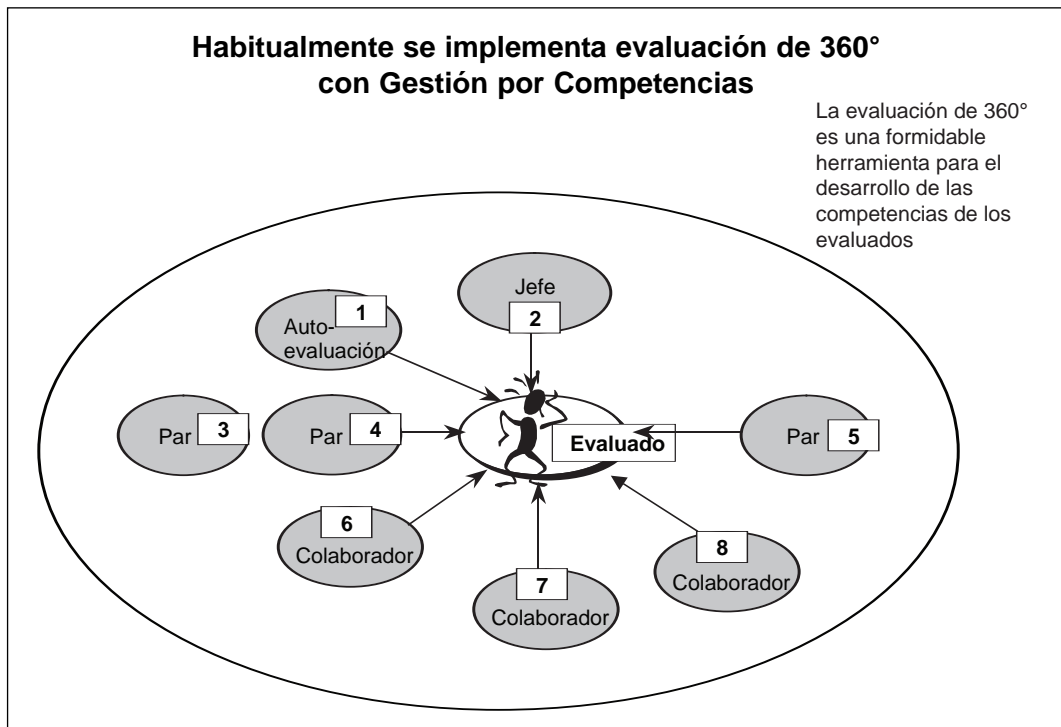 Habitualmente se implementa evaluación de 360°
con Gestión por Competencias
La evaluación de 360°
es una formidable
herramienta para el
desarrollo de las
competencias de los
evaluados
1
Auto-
evaluación
Jefe
2
Par
3
Par
4
Evaluado
Par
5
6
Colaborador
7
Colaborador
8
Colaborador